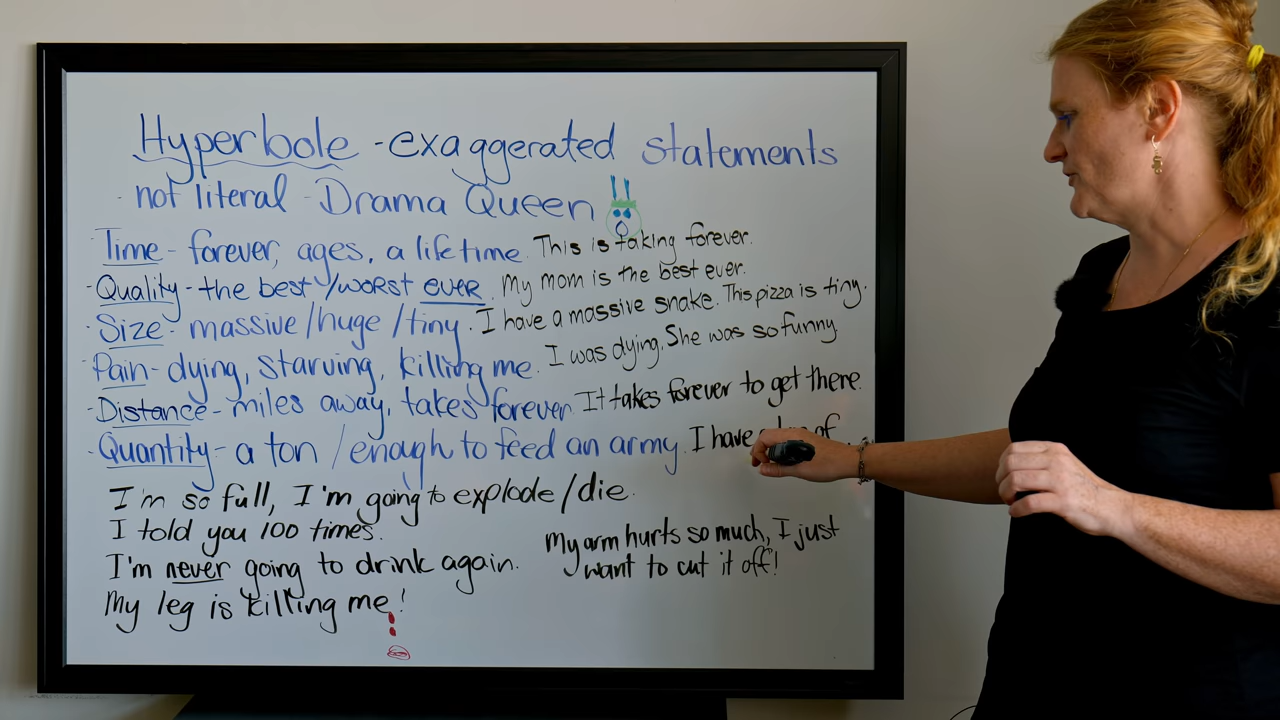 Hyperbole - exaggerated statements
- not literal - Drama Queen
- Time - forever, ages, a lifetime. This is taking forever.
- Quality - the best/worst ever. My mom is the best ever.
- Size - massive/huge/tiny. I have a massive snake. This pizza is tiny.
- Pain - dying, starving, killing me. I was dying. She was so funny
- Distance - miles away, takes forever. It takes forever to get there.
- Quantity - a ton / enough to feed an army. I have of
I'm so full, I'm going to explode/die.
I told you 100 times.
I'm never going to drink again.
My leg is killing me!
My arm hurts so much, I just
want to cut it off!